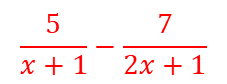 5/(x + 1) − 7/(2x + 1)